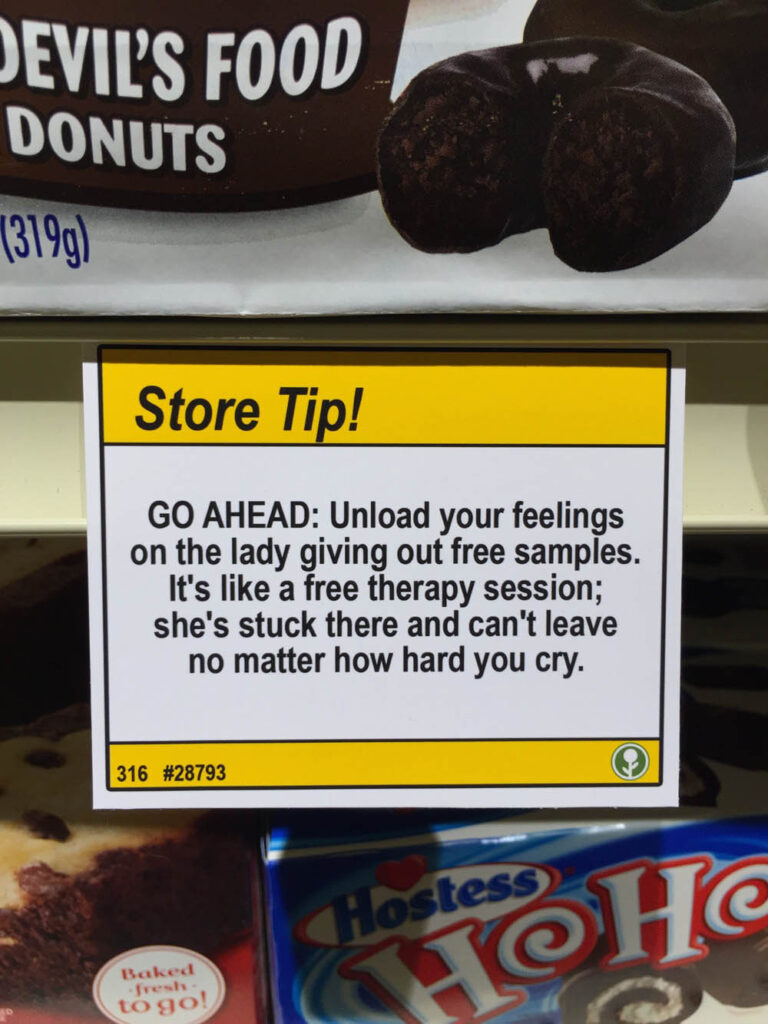 DEVIL'S FOOD
DONUTS
(319g)
Store Tip!
GO AHEAD: Unload your feelings
on the lady giving out free samples.
It's like a free therapy session;
she's stuck there and can't leave
no matter how hard you cry.
316 #28793
Hostess
HOHO
Baked
fresh
to go!